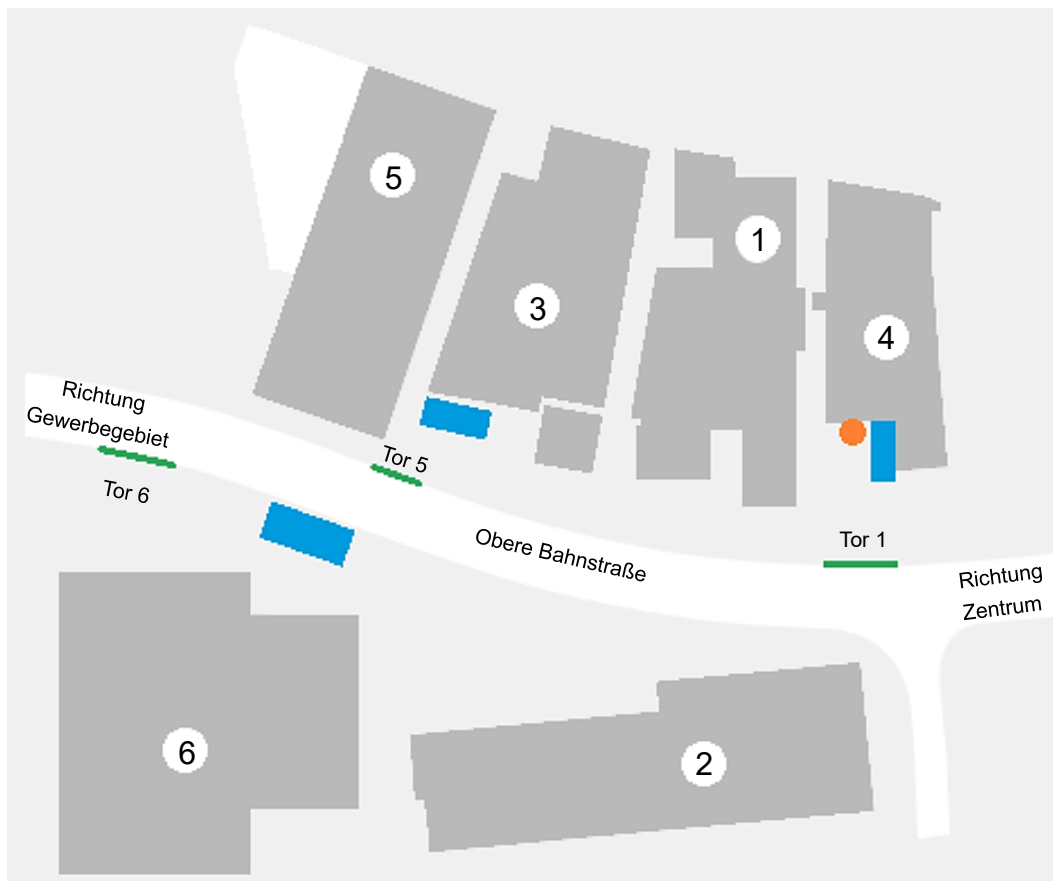 5
1
3
4
Richtung
Gewerbegebiet
Tor 5
Tor 6
Obere Bahnstraße
Tor 1
Richtung
Zentrum
6
2